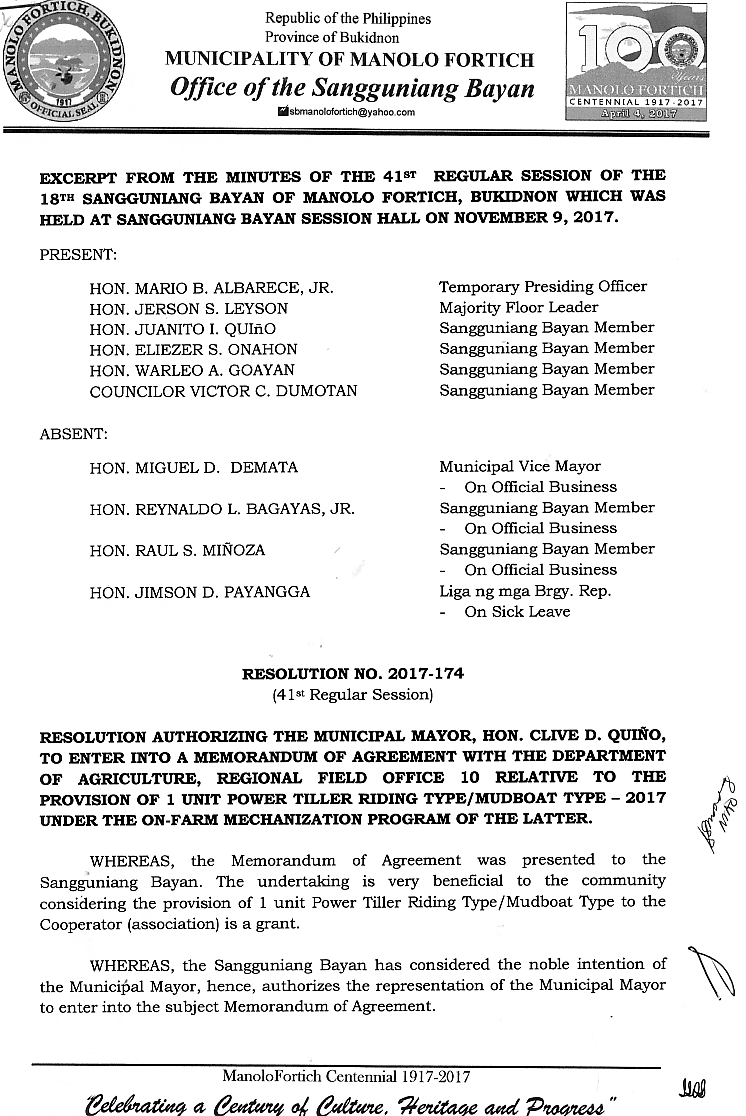 MANOLO FORTICH, BUKIDNON
1917
OFFICIAL SEAL
Republic of the Philippines
Province of Bukidnon
MUNICIPALITY OF MANOLO FORTICH
Office of the Sangguniang Bayan
sbmanolofortich@yahoo.com
100
Years
MANOLO FORTICH
CENTENNIAL 1917-2017
April 4, 2017
EXCERPT FROM THE MINUTES OF THE 41ST REGULAR SESSION OF THE
18TH SANGGUNIANG BAYAN OF MANOLO FORTICH, BUKIDNON WHICH WAS
HELD AT SANGGUNIANG BAYAN SESSION HALL ON NOVEMBER 9, 2017.
PRESENT:
HON. MARIO B. ALBARECE, JR. Temporary Presiding Officer
HON. JERSON S. LEYSON Majority Floor Leader
HON. JUANITO I. QUIñO Sangguniang Bayan Member
HON. ELIEZER S. ONAHON Sangguniang Bayan Member
HON. WARLEO A. GOAYAN Sangguniang Bayan Member
COUNCILOR VICTOR C. DUMOTAN Sangguniang Bayan Member
ABSENT:
HON. MIGUEL D. DEMATA Municipal Vice Mayor
- On Official Business
HON. REYNALDO L. BAGAYAS, JR. Sangguniang Bayan Member
- On Official Business
HON. RAUL S. MIÑOZA Sangguniang Bayan Member
- On Official Business
HON. JIMSON D. PAYANGGA Liga ng mga Brgy. Rep.
- On Sick Leave
RESOLUTION NO. 2017-174
(41st Regular Session)
RESOLUTION AUTHORIZING THE MUNICIPAL MAYOR, HON. CLIVE D. QUIÑO,
TO ENTER INTO A MEMORANDUM OF AGREEMENT WITH THE DEPARTMENT
OF AGRICULTURE, REGIONAL FIELD OFFICE 10 RELATIVE TO THE
PROVISION OF 1 UNIT POWER TILLER RIDING TYPE/MUDBOAT TYPE – 2017
UNDER THE ON-FARM MECHANIZATION PROGRAM OF THE LATTER.
WHEREAS, the Memorandum of Agreement was presented to the
Sangguniang Bayan. The undertaking is very beneficial to the community
considering the provision of 1 unit Power Tiller Riding Type/Mudboat Type to the
Cooperator (association) is a grant.
WHEREAS, the Sangguniang Bayan has considered the noble intention of
the Municipal Mayor, hence, authorizes the representation of the Municipal Mayor
to enter into the subject Memorandum of Agreement.
ManoloFortich Centennial 1917-2017
"Celebrating a Century of Culture, Heritage and Progress"